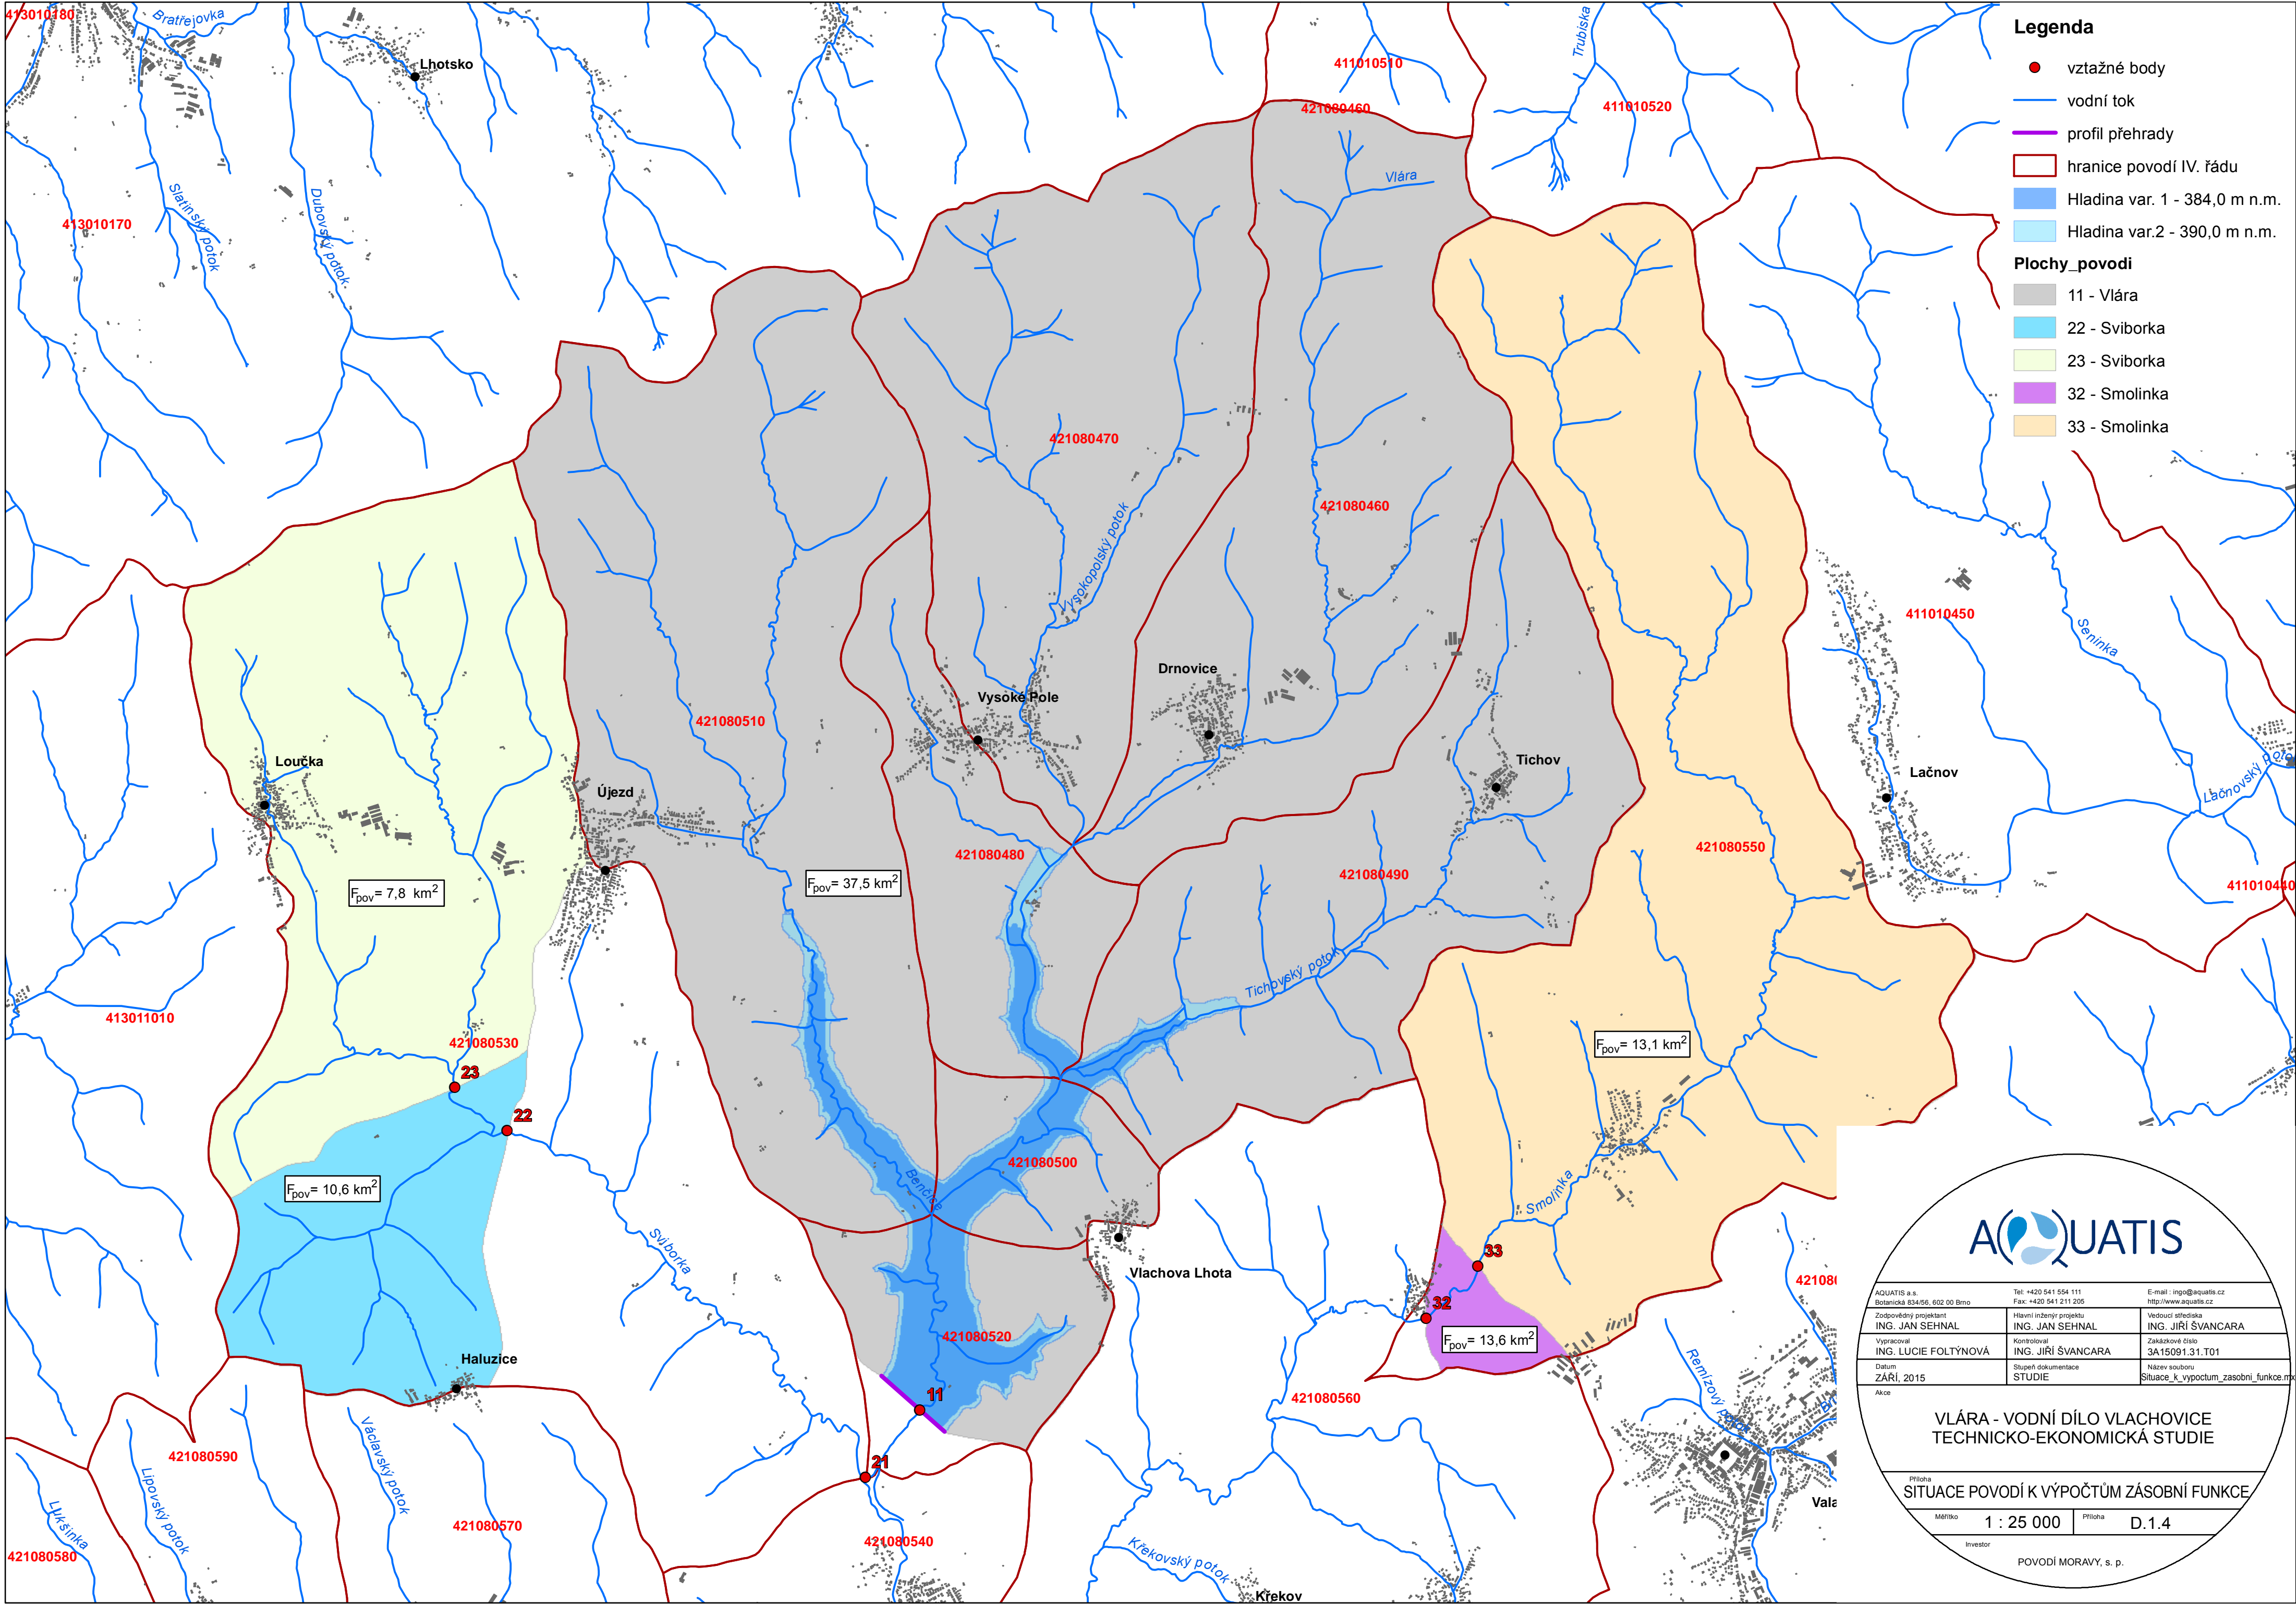 413010180
Bratřejovka
Lhotsko
411010510
Trubiska
421080460
411010520
Legenda
vztažné body
vodní tok
profil přehrady
hranice povodí IV. řádu
Hladina var. 1 - 384,0 m n.m.
Hladina var.2 - 390,0 m n.m.
Plochy_povodi
11 - Vlára
22 - Sviborka
23 - Sviborka
32 - Smolinka
33 - Smolinka
Vlára
413010170
Slatinský potok
Dubovský potok
421080470
421080460
Vysokopolský potok
411010450
Seninka
Drnovice
Vysoké Pole
421080510
Loučka
Újezd
Tichov
Lačnov
Lačnovský poto
421080480
421080550
421080490
411010440
Fpov= 7,8 km2
Fpov= 37,5 km2
Tichovský potok
413011010
421080530
Fpov= 13,1 km2
23
22
421080500
Benčice
Fpov= 10,6 km2
Smolinka
Sviborka
Vlachova Lhota
33
32
Fpov= 13,6 km2
421080520
Haluzice
11
421080560
21
421080
Remízový potok
Vala
421080590
Václavský potok
Lipovský potok
Lukšinka
421080570
421080580
421080540
Křekovský potok
Křekov
AQUATIS
AQUATIS a.s.
Botanická 834/56, 602 00 Brno
Tel: +420 541 554 111
Fax: +420 541 211 205
E-mail : ingo@aquatis.cz
http://www.aquatis.cz
Zodpovědný projektant
ING. JAN SEHNAL
Hlavní inženýr projektu
ING. JAN SEHNAL
Vedoucí střediska
ING. JIŘÍ ŠVANCARA
Vypracoval
ING. LUCIE FOLTÝNOVÁ
Kontroloval
ING. JIŘÍ ŠVANCARA
Zakázkové číslo
3A15091.31.T01
Datum
ZÁŘÍ, 2015
Stupeň dokumentace
STUDIE
Název souboru
Situace_k_vypoctum_zasobni_funkce.m
Akce
VLÁRA - VODNÍ DÍLO VLACHOVICE
TECHNICKO-EKONOMICKÁ STUDIE
Příloha
SITUACE POVODÍ K VÝPOČTŮM ZÁSOBNÍ FUNKCE
Měřítko
1 : 25 000
Příloha
D.1.4
Investor
POVODÍ MORAVY, s. p.